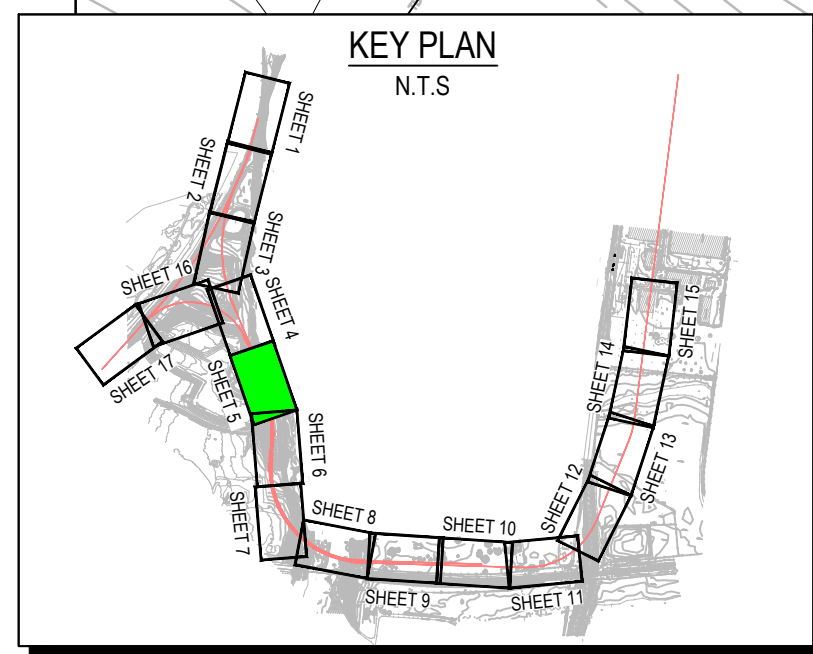 KEY PLAN
N.T.S
SHEET 1
SHEET 2
SHEET 3
SHEET 16
SHEET 4
SHEET 17
SHEET 5
SHEET 6
SHEET 7
SHEET 8
SHEET 9
SHEET 10
SHEET 11
SHEET 12
SHEET 13
SHEET 14
SHEET 15